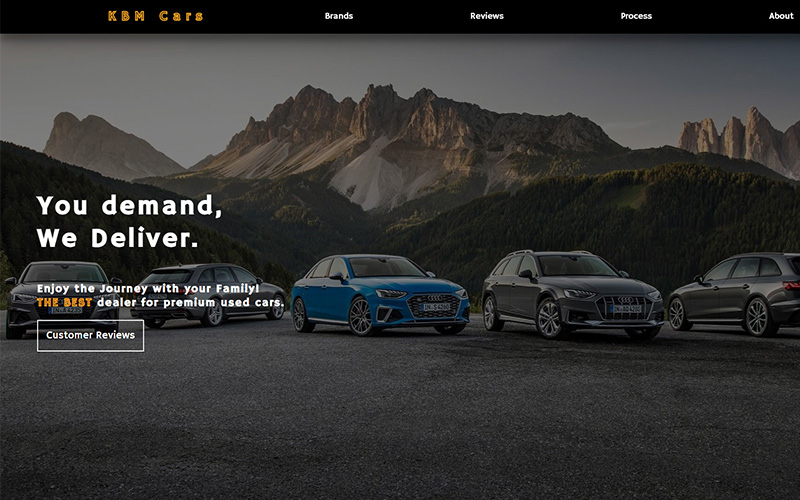 KBM Cars
Brands
Reviews
Process
About
You demand,
We Deliver.
Enjoy the Journey with your Family!
THE BEST dealer for premium used cars.
Customer Reviews